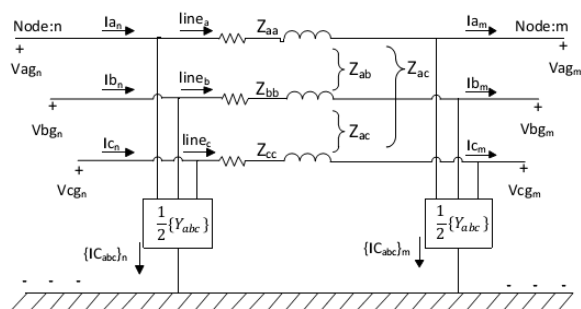 Node:n Ia_n line_a Z_aa Ia_m Node:m
+ + 
Vag_n Z_ab Z_ac Vag_m
Ib_n line_b Z_bb Ib_m
+ +
Vbg_n Z_ac Vbg_m
Ic_n line_c Z_cc Ic_m
+ +
Vcg_n Vcg_m
1/2 {Y_abc} 1/2 {Y_abc}
{IC_abc}_n {IC_abc}_m
- - - - - -